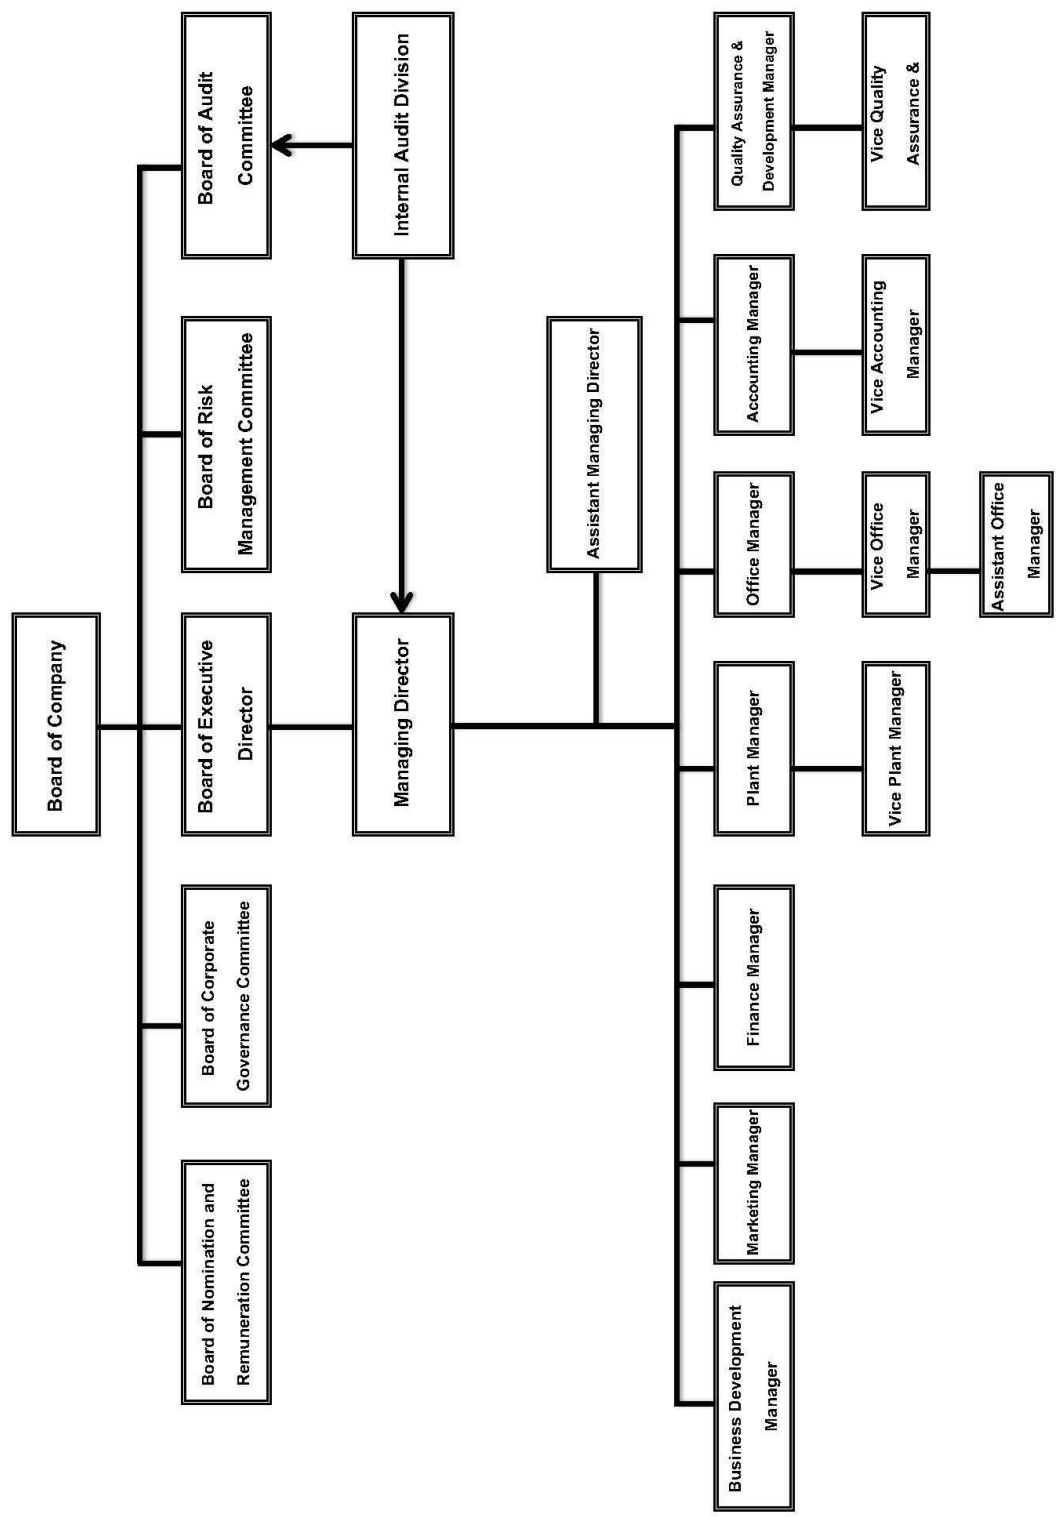 Board of Company
Board of Nomination and
Remuneration Committee
Board of Corporate
Governance Committee
Board of Executive
Director
Board of Risk
Management Committee
Board of Audit
Committee
Managing Director
Internal Audit Division
Assistant Managing Director
Business Development
Manager
Marketing Manager
Finance Manager
Plant Manager
Office Manager
Accounting Manager
Quality Assurance &
Development Manager
Vice Plant Manager
Vice Office
Manager
Vice Accounting
Manager
Vice Quality
Assurance &
Assistant Office
Manager